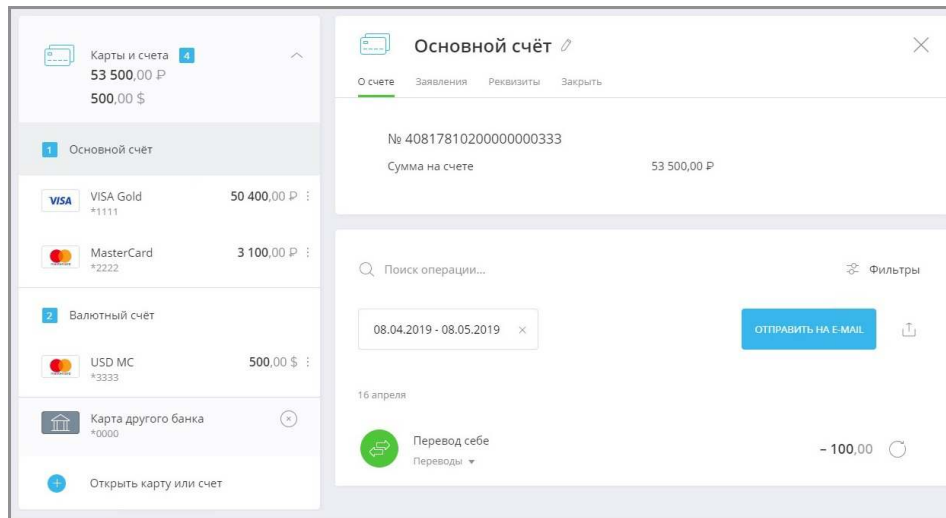 Карты и счета 4
53 500,00 ₽
500,00 $
1 Основной счёт
VISA VISA Gold 50 400,00 ₽
*1111
MasterCard 3 100,00 ₽
*2222
2 Валютный счёт
USD MC 500,00 $
*3333
Карта другого банка
*0000
Открыть карту или счет
Основной счёт
О счете Заявления Реквизиты Закрыть
№ 40817810200000000333
Сумма на счете 53 500,00 ₽
Поиск операции... Фильтры
08.04.2019 - 08.05.2019 × ОТПРАВИТЬ НА E-MAIL
16 апреля
Перевод себе – 100,00
Переводы